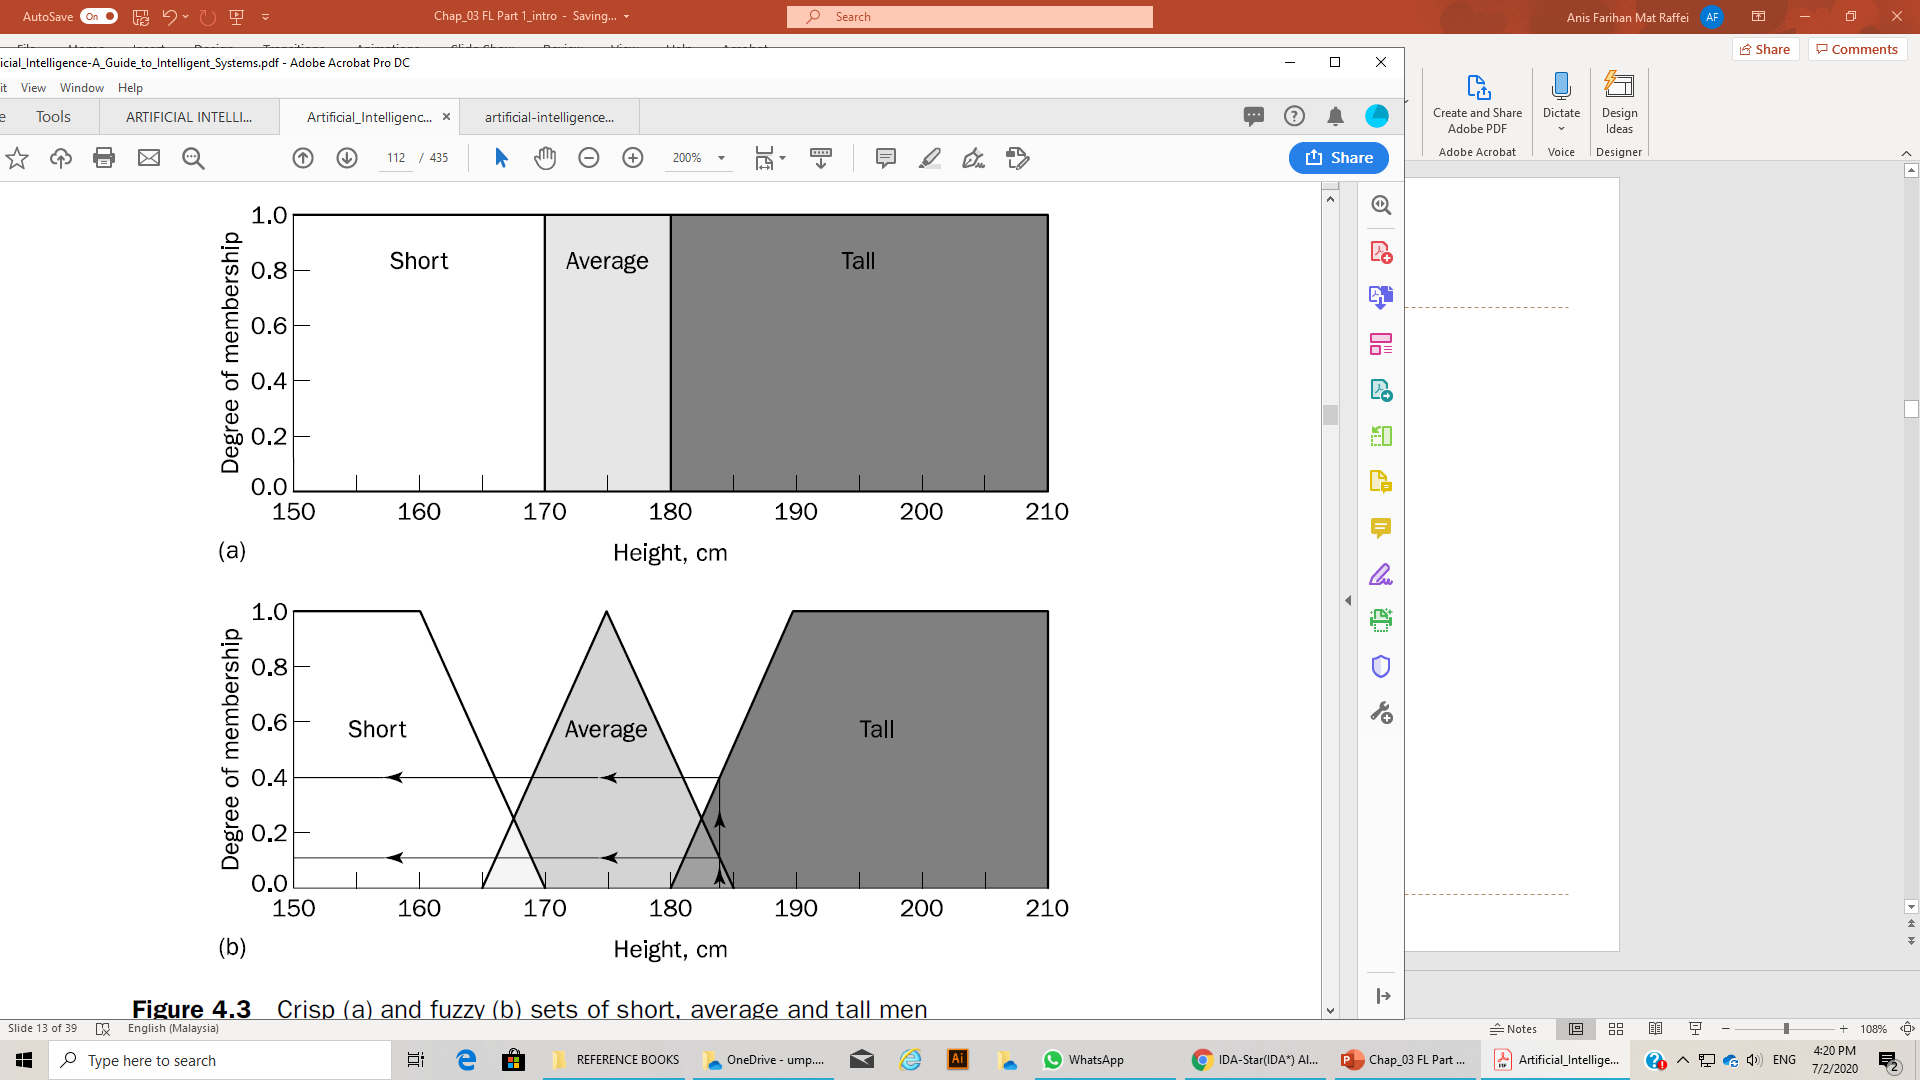 AutoSave On Chap_03 FL Part 1_intro - Saving... Search Anis Farihan Mat Raffei AF
Share Comments
icial_Intelligence-A_Guide_to_Intelligent_Systems.pdf - Adobe Acrobat Pro DC
it View Window Help
e Tools ARTIFICIAL INTELLI... Artificial_Intelligenc... artificial-intelligence...
112 / 435 200% Share
Create and Share Adobe PDF
Dictate
Design Ideas
Adobe Acrobat Voice Designer
1.0
0.8
0.6
0.4
0.2
0.0
Degree of membership
Short Average Tall
150 160 170 180 190 200 210
(a) Height, cm
1.0
0.8
0.6
0.4
0.2
0.0
Degree of membership
Short Average Tall
150 160 170 180 190 200 210
(b) Height, cm
Figure 4.3 Crisp (a) and fuzzy (b) sets of short, average and tall men
Slide 13 of 39 English (Malaysia) Notes 108%
Type here to search REFERENCE BOOKS OneDrive - ump.... Ai WhatsApp IDA-Star(IDA*) Al... Chap_03 FL Part ... Artificial_Intellige... ENG 4:20 PM
7/2/2020 2